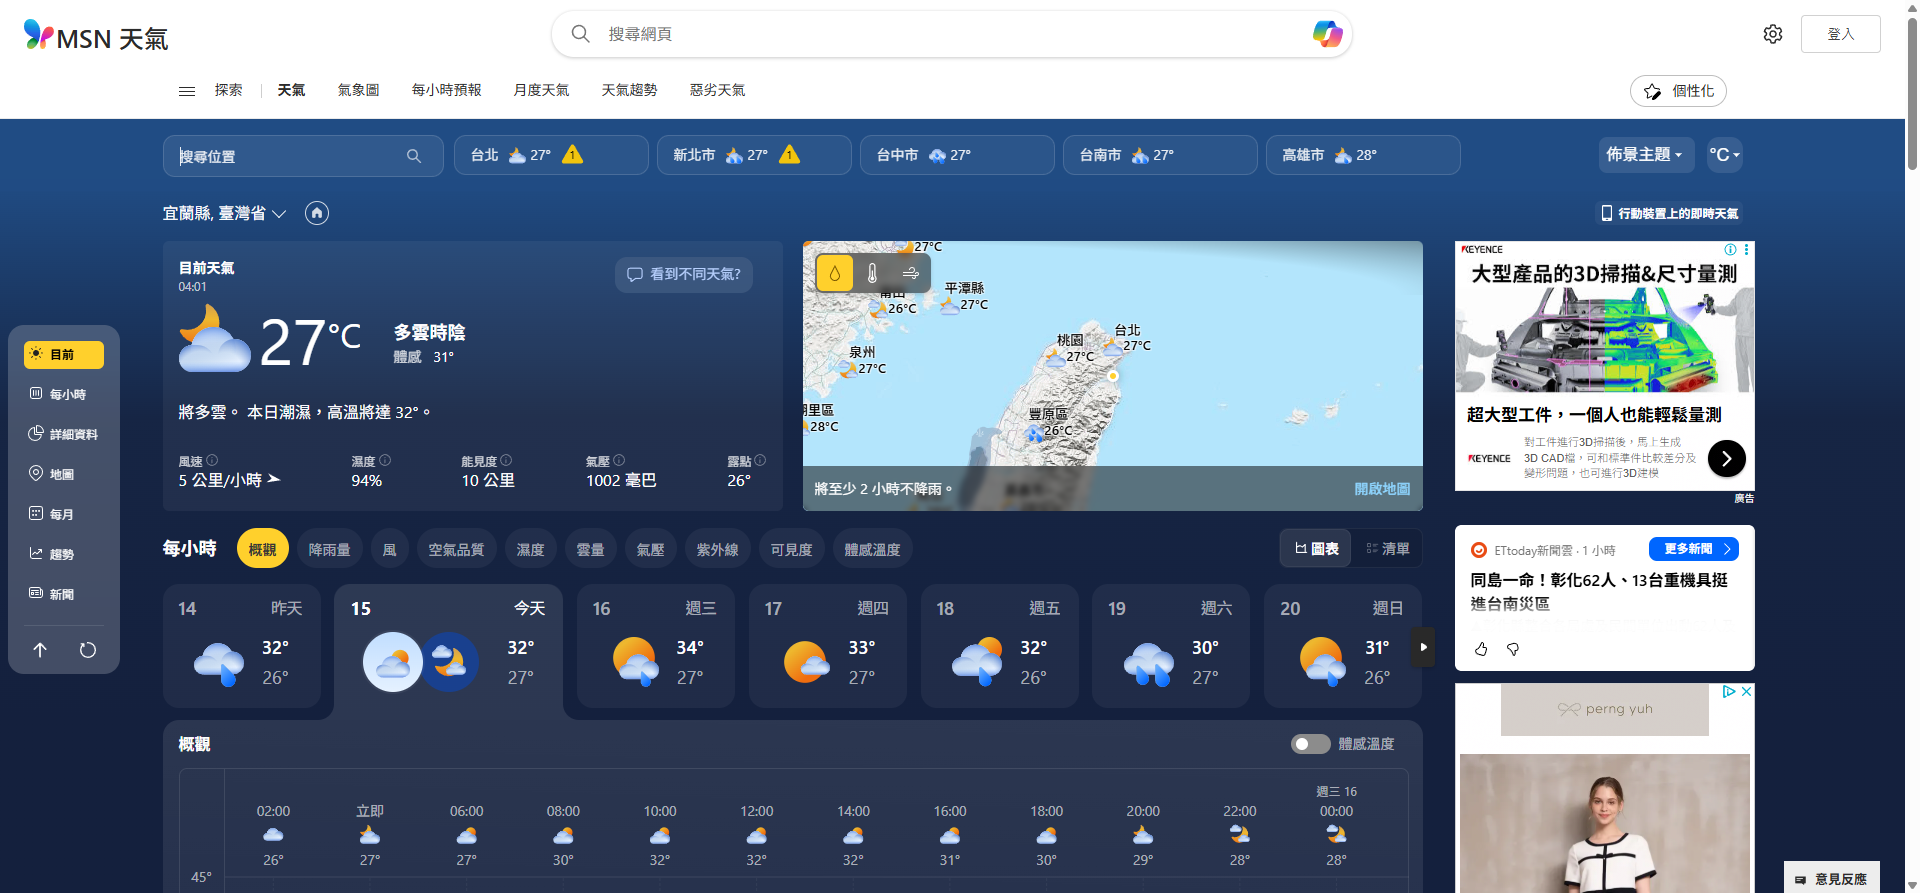 MSN 天氣
搜尋網頁
登入
探索
天氣
氣象圖
每小時預報
月度天氣
天氣趨勢
惡劣天氣
個性化
搜尋位置
台北 27° 1
新北市 27° 1
台中市 27°
台南市 27°
高雄市 28°
佈景主題
°C
宜蘭縣, 臺灣省
行動裝置上的即時天氣
目前
每小時
詳細資料
地圖
每月
趨勢
新聞
目前天氣
04:01
看到不同天氣?
27°C
多雲時陰
體感 31°
將多雲。 本日潮濕，高溫將達 32°。
風速
5 公里/小時
濕度
94%
能見度
10 公里
氣壓
1002 毫巴
露點
26°
27°C
平潭縣
27°C
莆田
26°C
泉州
27°C
台北
27°C
桃園
27°C
湖里區
28°C
豐原區
26°C
將至少 2 小時不降雨。
開啟地圖
KEYENCE
大型產品的3D掃描&尺寸量測
超大型工件，一個人也能輕鬆量測
KEYENCE
對工件進行3D掃描後，馬上生成
3D CAD檔，可和標準件比較差分及
變形問題，也可進行3D建模
廣告
每小時
概觀
降雨量
風
空氣品質
濕度
雲量
氣壓
紫外線
可見度
體感溫度
圖表
清單
14 昨天
32°
26°
15 今天
32°
27°
16 週三
34°
27°
17 週四
33°
27°
18 週五
32°
26°
19 週六
30°
27°
20 週日
31°
26°
ETtoday新聞雲 · 1 小時
更多新聞
同島一命！彰化62人、13台重機具挺
進台南災區
perng yuh
概觀
體感溫度
週三 16
02:00 立即 06:00 08:00 10:00 12:00 14:00 16:00 18:00 20:00 22:00 00:00
26° 27° 27° 30° 32° 32° 32° 31° 30° 29° 28° 28°
45°
意見反應